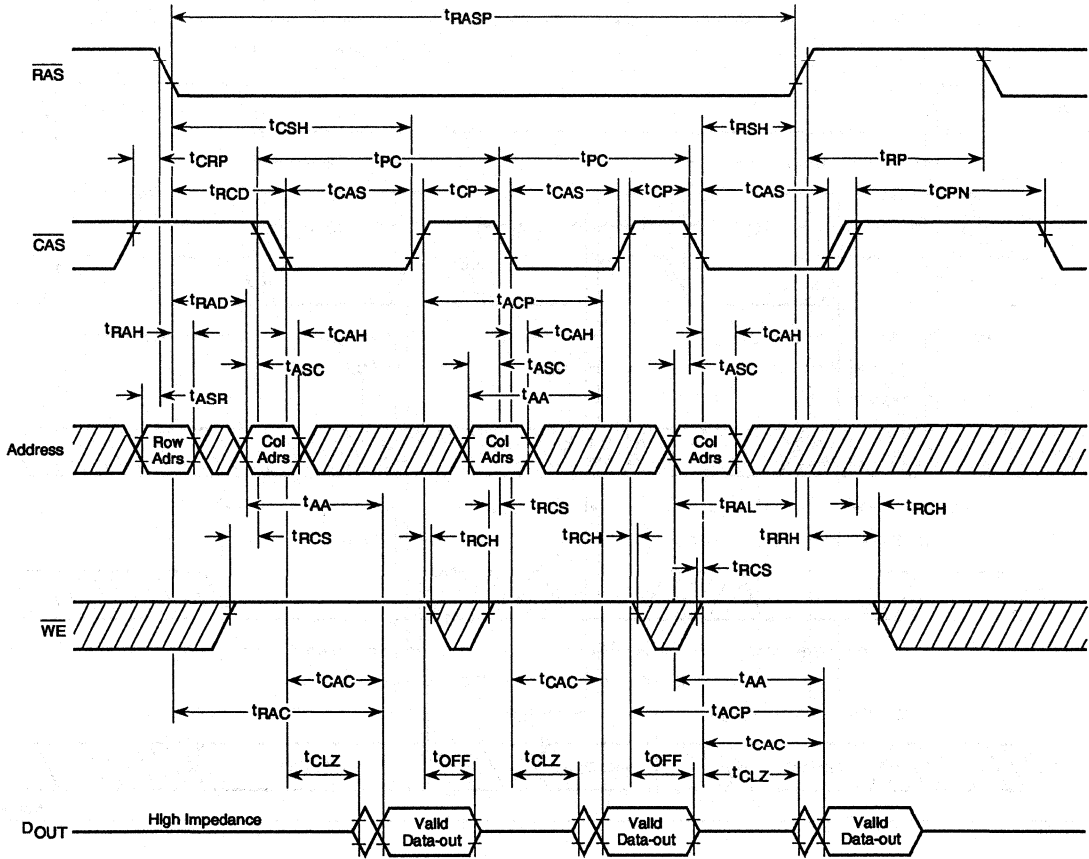 tRASP
RAS
tCSH
tRSH
tCRP
tPC
tPC
tRP
tRCD
tCAS
tCP
tCAS
tCP
tCAS
tCPN
CAS
tRAD
tACP
tRAH
tCAH
tCAH
tCAH
tASC
tASC
tASC
tASR
tAA
Address
Row Adrs
Col Adrs
Col Adrs
Col Adrs
tAA
tRCS
tRAL
tRCH
tRCS
tRCH
tRCH
tRRH
tRCS
WE
tCAC
tCAC
tAA
tRAC
tACP
tCAC
tCLZ
tOFF
tCLZ
tOFF
tCLZ
DOUT
High Impedance
Valid Data-out
Valid Data-out
Valid Data-out